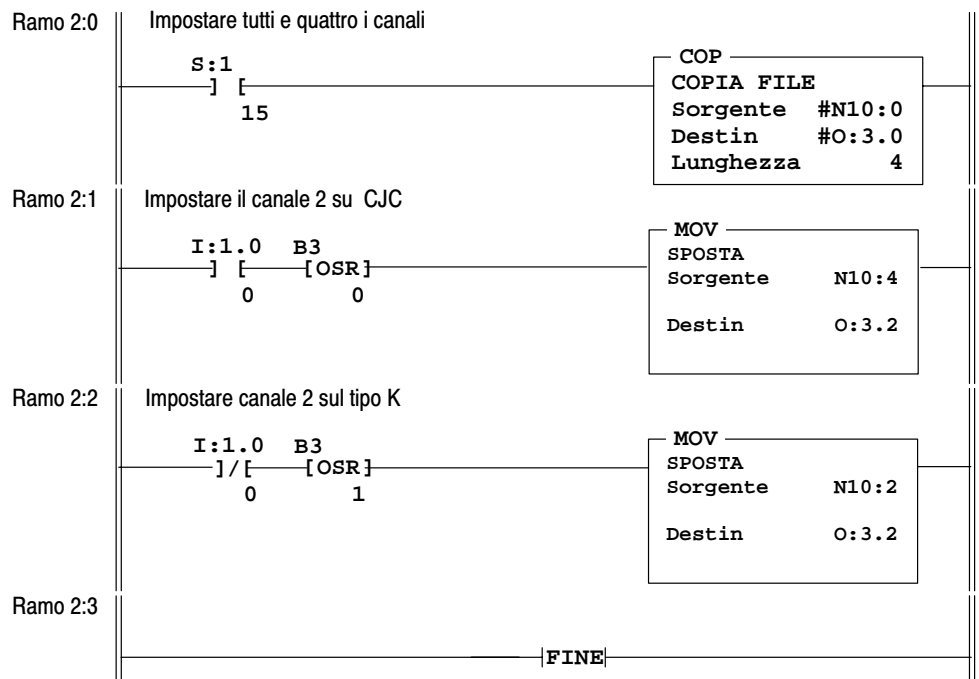 Ramo 2:0 Impostare tutti e quattro i canali
S:1
] [
15
COP
COPIA FILE
Sorgente #N10:0
Destin #O:3.0
Lunghezza 4
Ramo 2:1 Impostare il canale 2 su CJC
I:1.0 B3
] [ [OSR]
0 0
MOV
SPOSTA
Sorgente N10:4
Destin O:3.2
Ramo 2:2 Impostare canale 2 sul tipo K
I:1.0 B3
]/[ [OSR]
0 1
MOV
SPOSTA
Sorgente N10:2
Destin O:3.2
Ramo 2:3
FINE